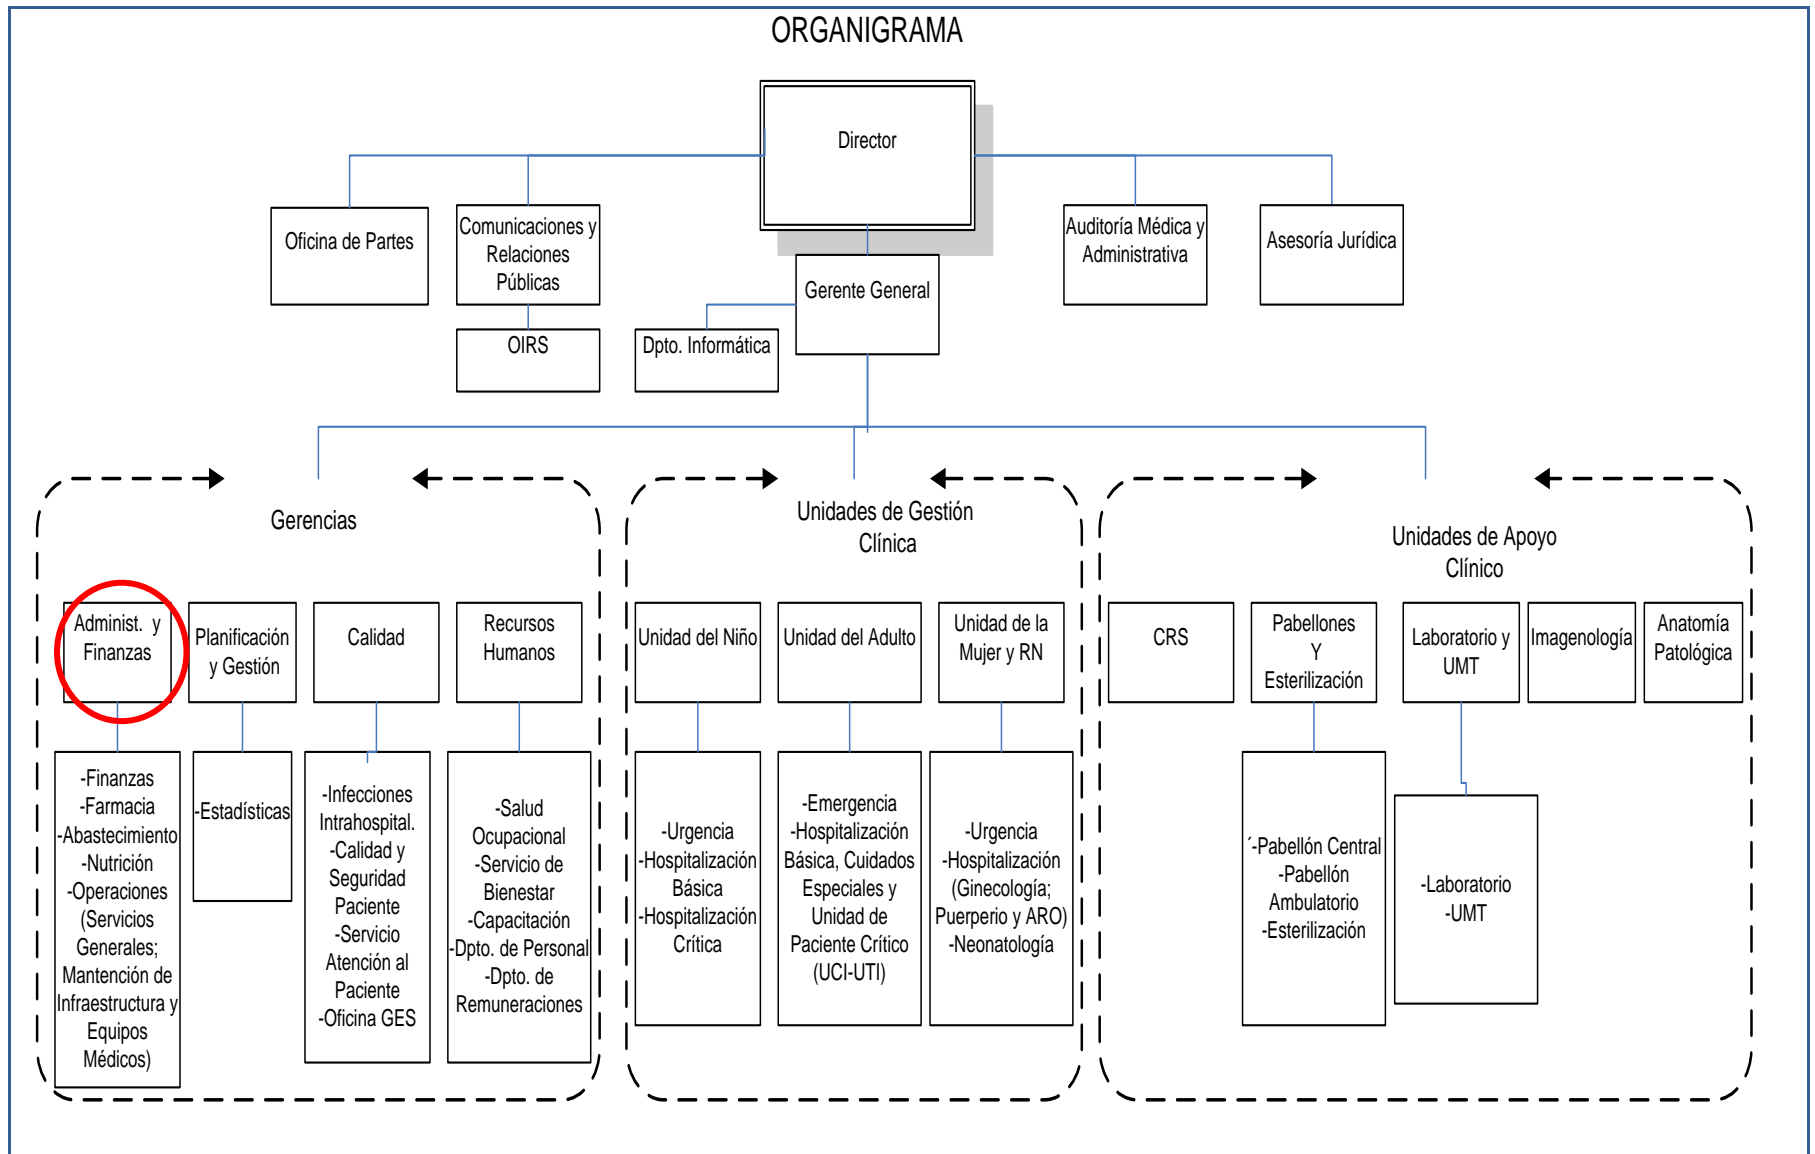 ORGANIGRAMA
Director
Oficina de Partes
Comunicaciones y
Relaciones
Públicas
Auditoría Médica y
Administrativa
Asesoría Jurídica
Gerente General
OIRS
Dpto. Informática
Gerencias
Unidades de Gestión
Clínica
Unidades de Apoyo
Clínico
Administ. y
Finanzas
Planificación
y Gestión
Calidad
Recursos
Humanos
Unidad del Niño
Unidad del Adulto
Unidad de la
Mujer y RN
CRS
Pabellones
Y
Esterilización
Laboratorio y
UMT
Imagenología
Anatomía
Patológica
-Finanzas
-Farmacia
-Abastecimiento
-Nutrición
-Operaciones
(Servicios
Generales;
Mantención de
Infraestructura y
Equipos
Médicos)
-Estadísticas
-Infecciones
Intrahospital.
-Calidad y
Seguridad
Paciente
-Servicio
Atención al
Paciente
-Oficina GES
-Salud
Ocupacional
-Servicio de
Bienestar
-Capacitación
-Dpto. de Personal
-Dpto. de
Remuneraciones
-Urgencia
-Hospitalización
Básica
-Hospitalización
Crítica
-Emergencia
-Hospitalización
Básica, Cuidados
Especiales y
Unidad de
Paciente Crítico
(UCI-UTI)
-Urgencia
-Hospitalización
(Ginecología;
Puerperio y ARO)
-Neonatología
´-Pabellón Central
-Pabellón
Ambulatorio
-Esterilización
-Laboratorio
-UMT